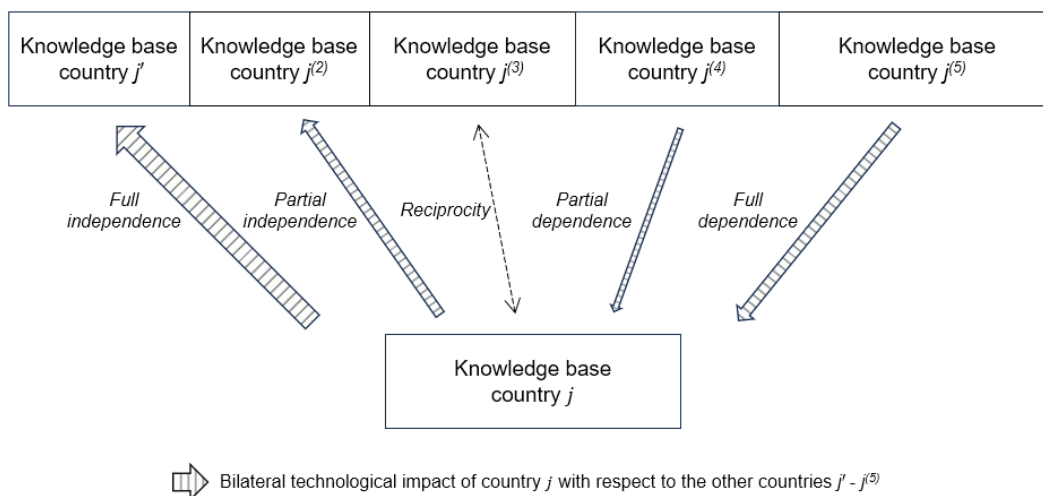 Knowledge base
country j′
Knowledge base
country j(2)
Knowledge base
country j(3)
Knowledge base
country j(4)
Knowledge base
country j(5)
Full
independence
Partial
independence
Reciprocity
Partial
dependence
Full
dependence
Knowledge base
country j
Bilateral technological impact of country j with respect to the other countries j′ - j(5)